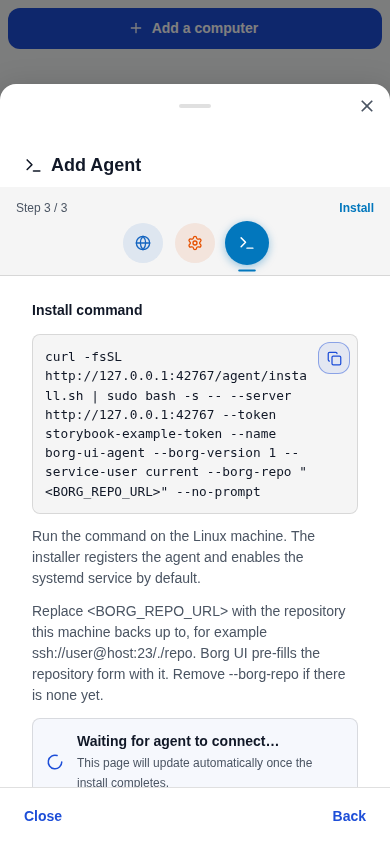 Add a computer
Add Agent
Step 3 / 3
Install
Install command
curl -fsSL
http://127.0.0.1:42767/agent/insta
ll.sh | sudo bash -s -- --server
http://127.0.0.1:42767 --token
storybook-example-token --name
borg-ui-agent --borg-version 1 --
service-user current --borg-repo "
<BORG_REPO_URL>" --no-prompt
Run the command on the Linux machine. The
installer registers the agent and enables the
systemd service by default.
Replace <BORG_REPO_URL> with the repository
this machine backs up to, for example
ssh://user@host:23/./repo. Borg UI pre-fills the
repository form with it. Remove --borg-repo if there
is none yet.
Waiting for agent to connect…
This page will update automatically once the
install completes.
Close
Back